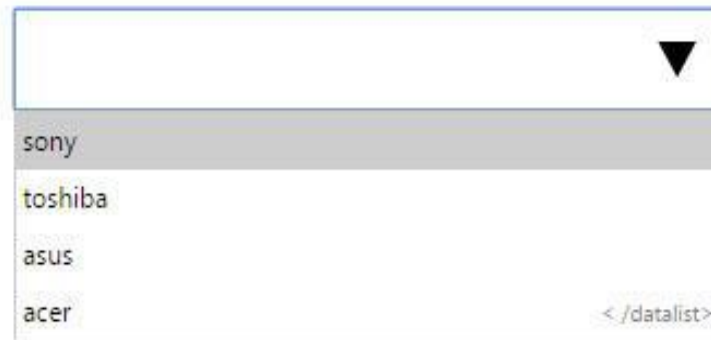 sony
toshiba
asus
acer < /datalist>